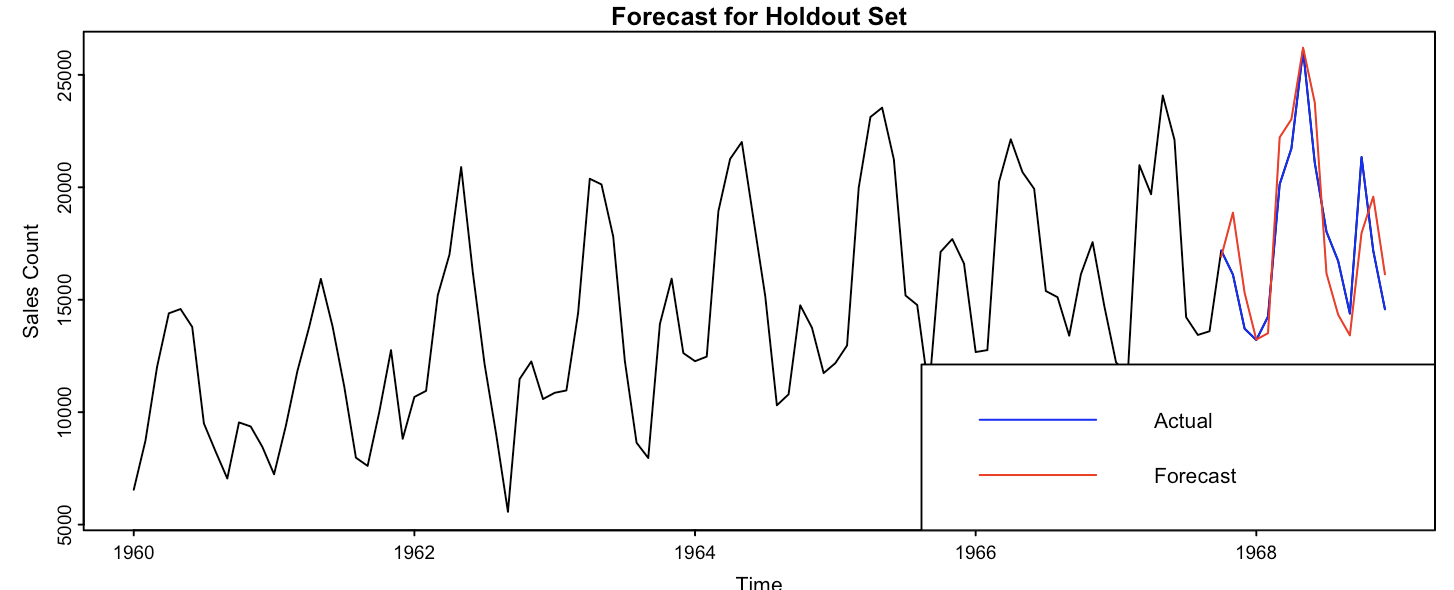 Forecast for Holdout Set
Sales Count
25000
20000
15000
10000
5000
1960 1962 1964 1966 1968
Time
Actual
Forecast